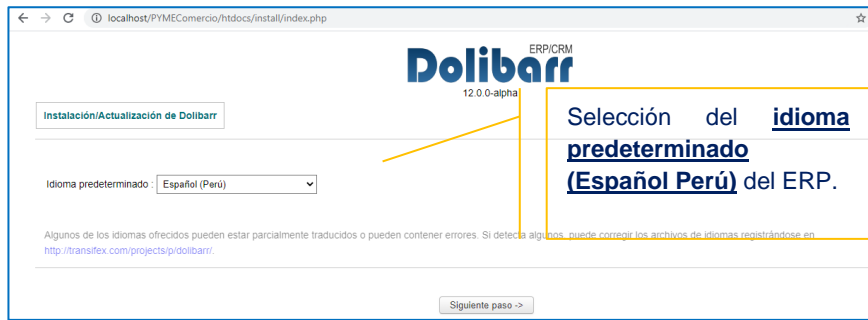 localhost/PYMEComercio/htdocs/install/index.php
Dolibarr ERP/CRM
12.0.0-alpha
Instalación/Actualización de Dolibarr
Selección del idioma
predeterminado
(Español Perú) del ERP.
Idioma predeterminado : Español (Perú)
Algunos de los idiomas ofrecidos pueden estar parcialmente traducidos o pueden contener errores. Si detecta algunos, puede corregir los archivos de idiomas registrándose en
http://transifex.com/projects/p/dolibarr/.
Siguiente paso ->